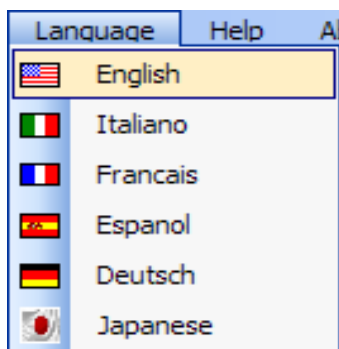 Language Help
English
Italiano
Francais
Espanol
Deutsch
Japanese